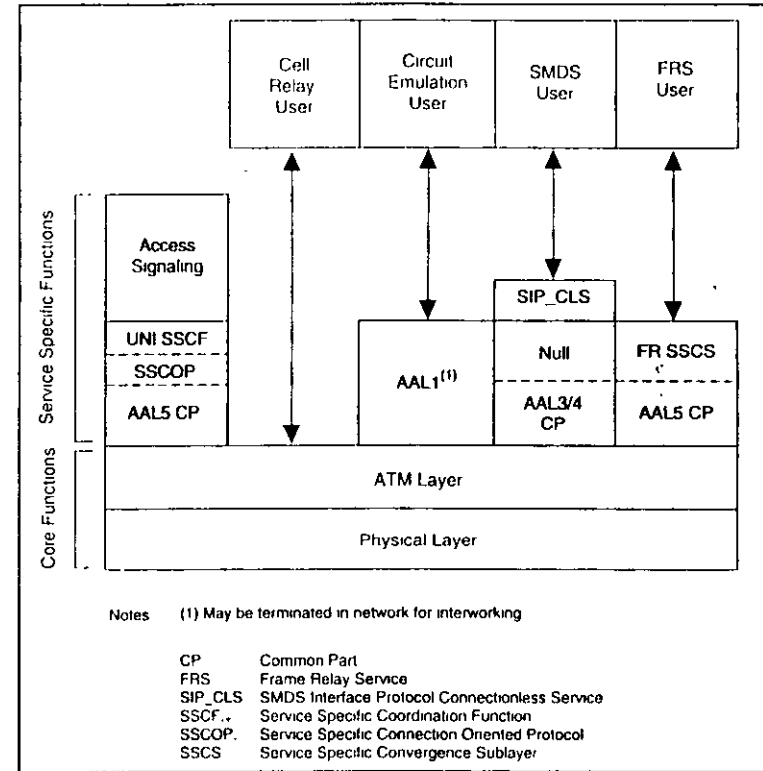 Cell
Relay
User
Circuit
Emulation
User
SMDS
User
FRS
User
Service Specific Functions
Access
Signaling
UNI SSCF
SSCOP
AAL5 CP
AAL1(1)
SIP_CLS
Null
AAL3/4
CP
FR SSCS
AAL5 CP
Core Functions
ATM Layer
Physical Layer
Notes (1) May be terminated in network for interworking
CP Common Part
FRS Frame Relay Service
SIP_CLS SMDS Interface Protocol Connectionless Service
SSCF Service Specific Coordination Function
SSCOP Service Specific Connection Oriented Protocol
SSCS Service Specific Convergence Sublayer